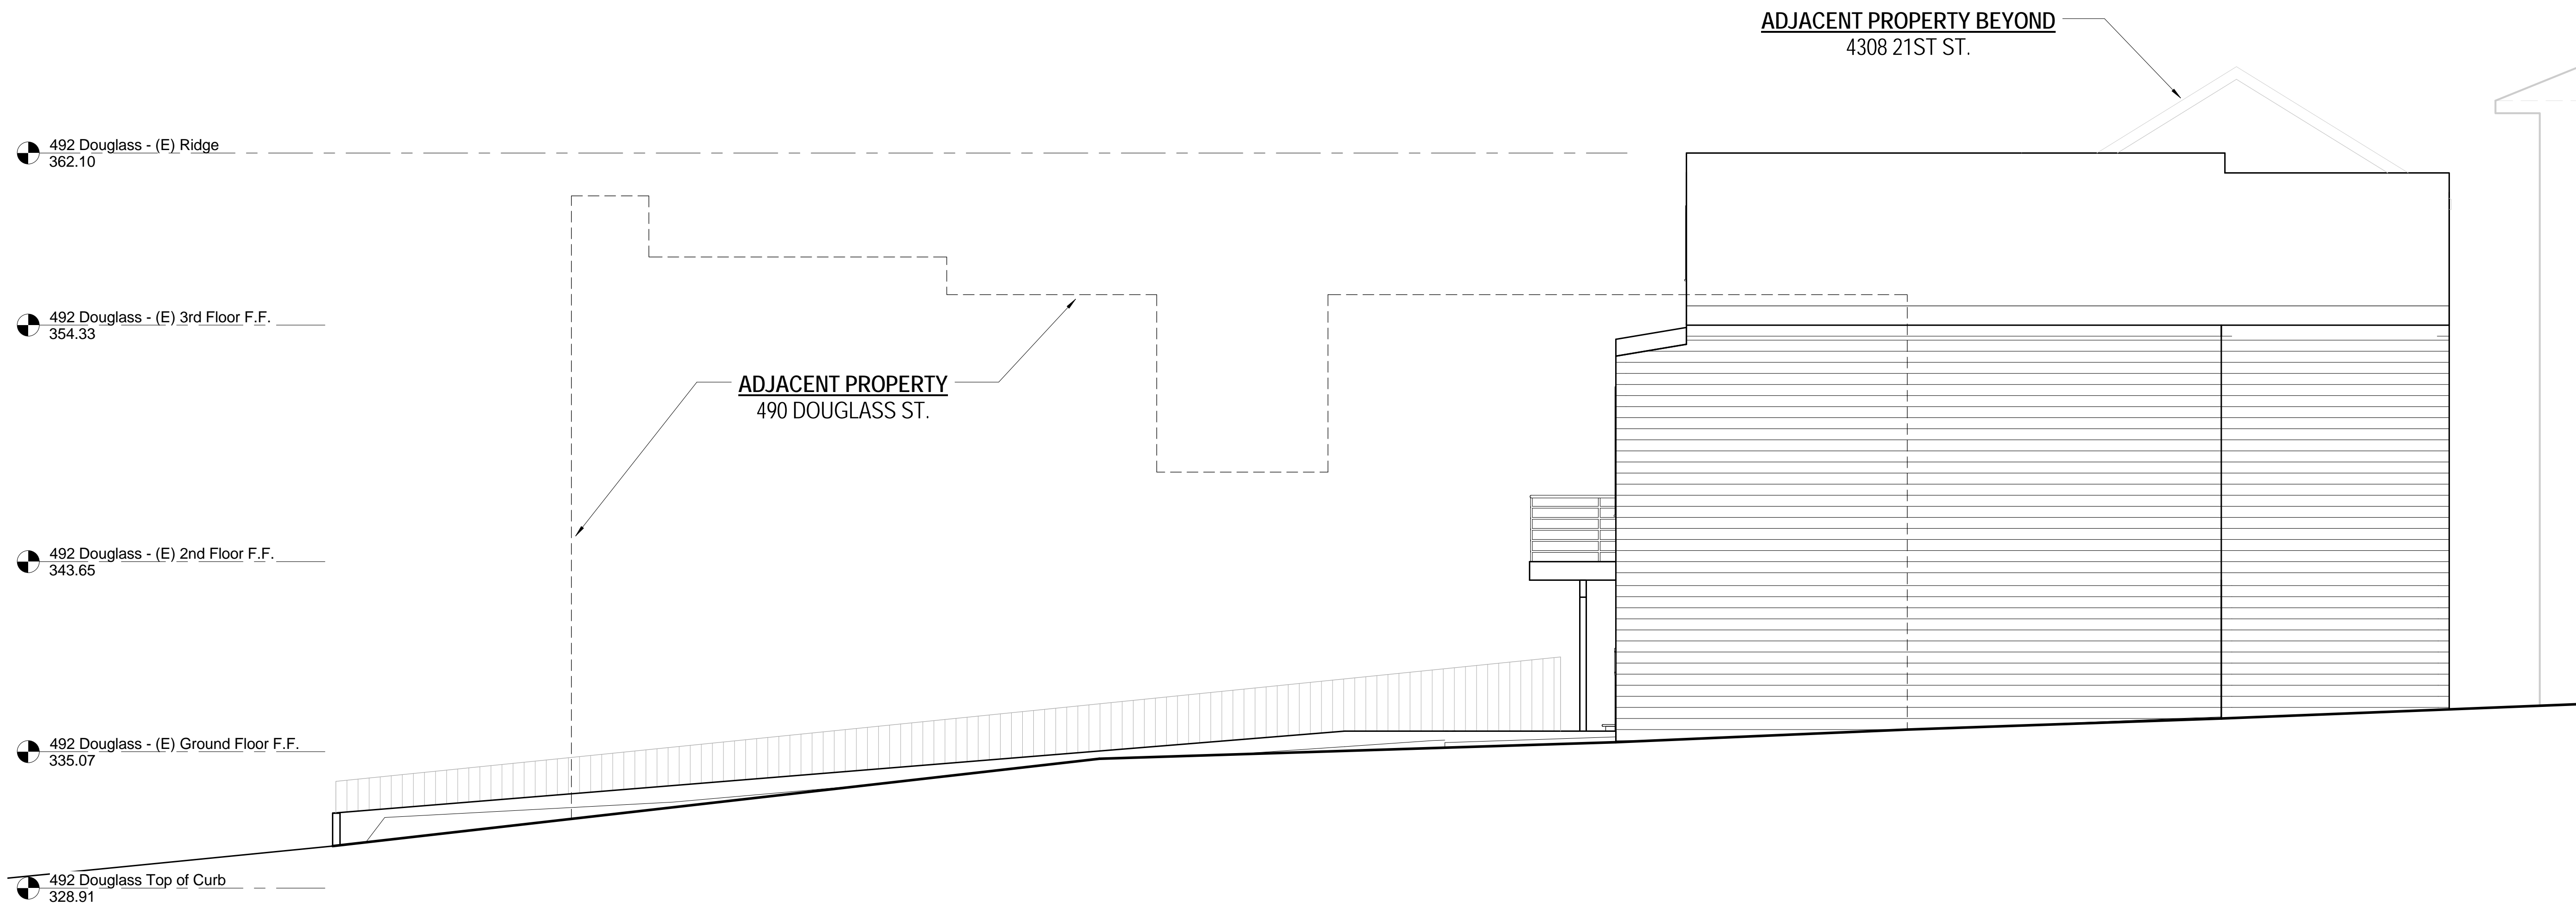 ADJACENT PROPERTY BEYOND
4308 21ST ST.
492 Douglass - (E) Ridge
362.10
492 Douglass - (E) 3rd Floor F.F.
354.33
ADJACENT PROPERTY
490 DOUGLASS ST.
492 Douglass - (E) 2nd Floor F.F.
343.65
492 Douglass - (E) Ground Floor F.F.
335.07
492 Douglass Top of Curb
328.91